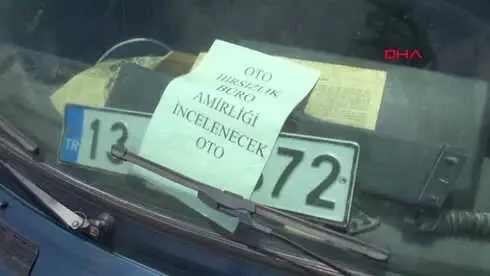 DHA
OTO
HIRSIZLIK
BÜRO
AMİRLİĞİ
İNCELENECEK
OTO
TR
13
72